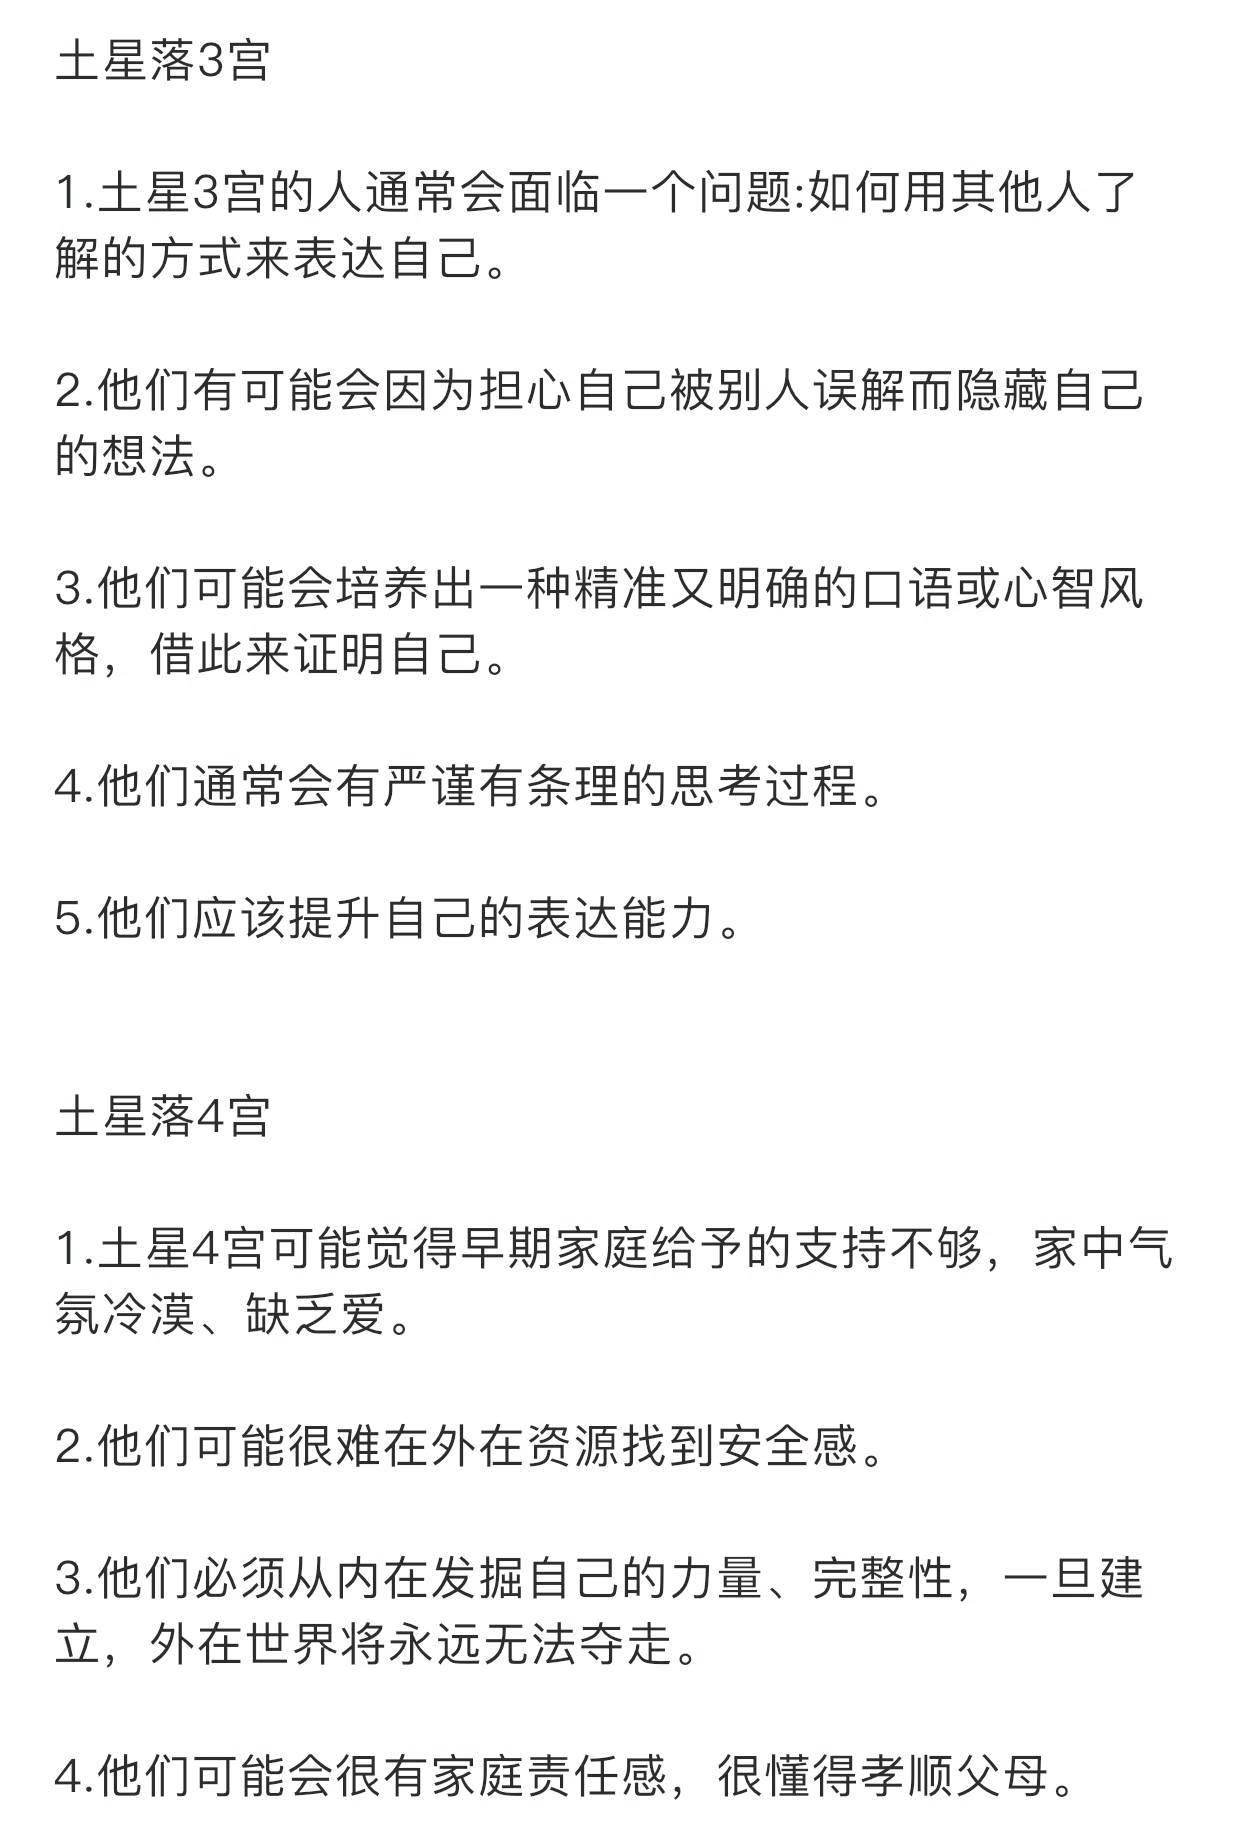 土星落3宫
1.土星3宫的人通常会面临一个问题:如何用其他人了
解的方式来表达自己。
2.他们有可能会因为担心自己被别人误解而隐藏自己
的想法。
3.他们可能会培养出一种精准又明确的口语或心智风
格，借此来证明自己。
4.他们通常会有严谨有条理的思考过程。
5.他们应该提升自己的表达能力。
土星落4宫
1.土星4宫可能觉得早期家庭给予的支持不够，家中气
氛冷漠、缺乏爱。
2.他们可能很难在外在资源找到安全感。
3.他们必须从内在发掘自己的力量、完整性，一旦建
立，外在世界将永远无法夺走。
4.他们可能会很有家庭责任感，很懂得孝顺父母。